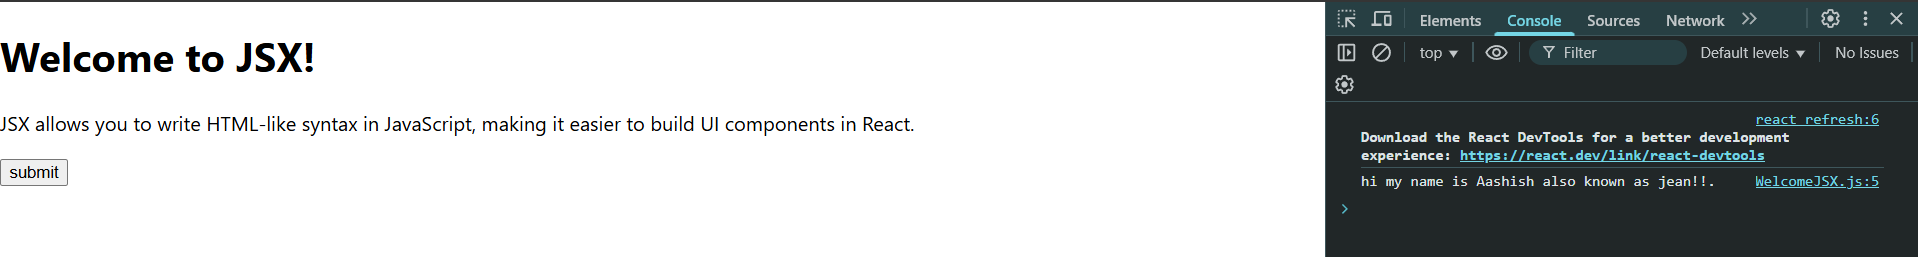 Welcome to JSX!
JSX allows you to write HTML-like syntax in JavaScript, making it easier to build UI components in React.
submit
Elements Console Sources Network
top Filter Default levels No Issues
react refresh:6
Download the React DevTools for a better development
experience: https://react.dev/link/react-devtools
hi my name is Aashish also known as jean!!. WelcomeJSX.js:5